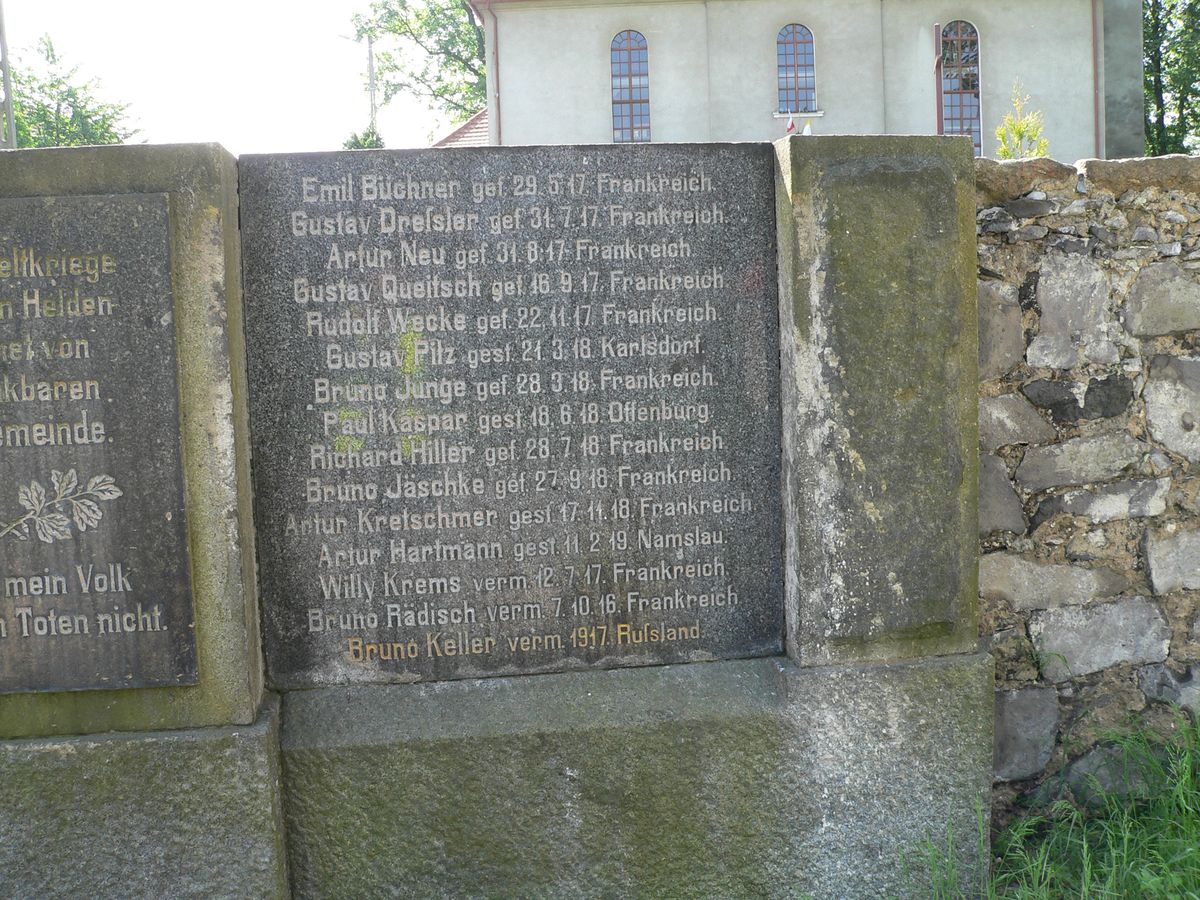 eltkriege
n Helden-
et von
kbaren
emeinde.
mein Volk
Toten nicht.
Emil Büchner gef. 29. 5. 17. Frankreich.
Gustav Dreſsler gef. 31. 7. 17. Frankreich.
Artur Neu gef. 31. 8. 17. Frankreich.
Gustav Queitsch gef. 16. 9. 17. Frankreich.
Rudolf Wecke gef. 22. 11. 17. Frankreich.
Gustav Pilz gest. 21. 3. 18. Karlsdorf.
Bruno Junge gef. 28. 3. 18. Frankreich.
Paul Kaspar gest. 18. 6. 18. Offenburg.
Richard Hiller gef. 28. 7. 18. Frankreich.
Bruno Jäschke gef. 27. 9. 18. Frankreich.
Artur Kretschmer gest. 17. 11. 18. Frankreich.
Artur Hartmann gest. 11. 2. 19. Namslau.
Willy Krems verm. 12. 7. 17. Frankreich.
Bruno Rädisch verm. 7. 10. 16. Frankreich
Bruno Keller verm. 1917. Ruſsland.